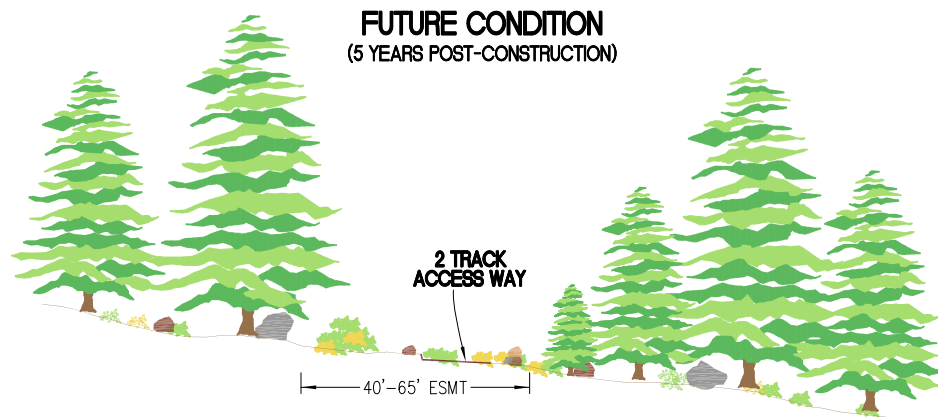 FUTURE CONDITION
(5 YEARS POST-CONSTRUCTION)
2 TRACK
ACCESS WAY
40'-65' ESMT